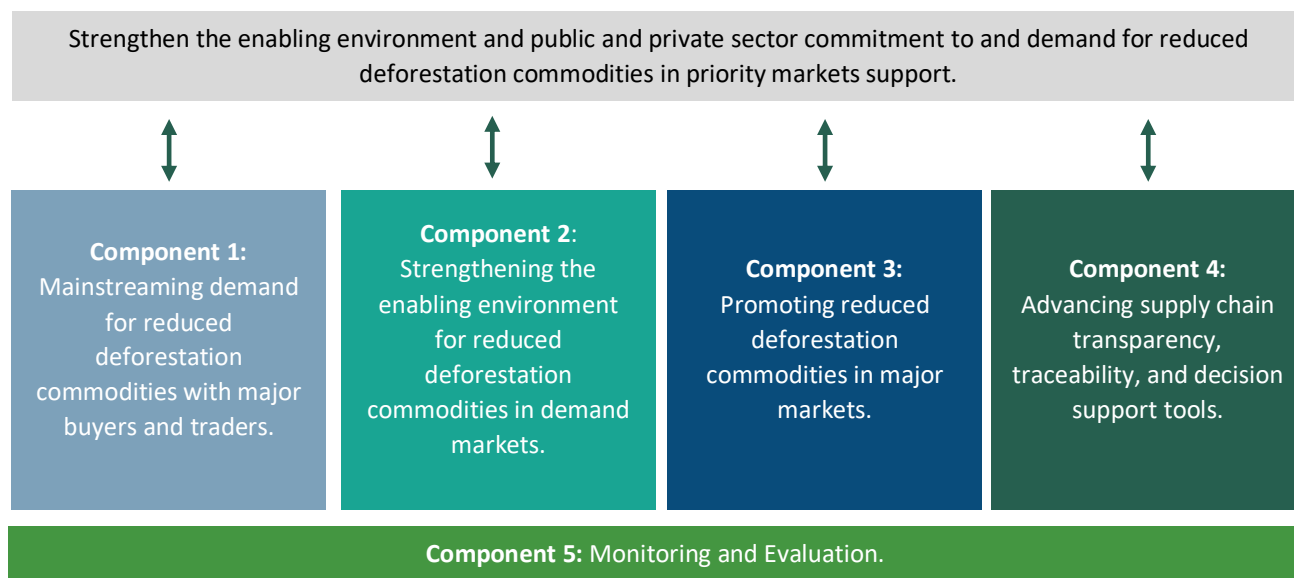 Strengthen the enabling environment and public and private sector commitment to and demand for reduced
deforestation commodities in priority markets support.
Component 1:
Mainstreaming demand
for reduced
deforestation
commodities with major
buyers and traders.
Component 2:
Strengthening the
enabling environment
for reduced
deforestation
commodities in demand
markets.
Component 3:
Promoting reduced
deforestation
commodities in major
markets.
Component 4:
Advancing supply chain
transparency,
traceability, and decision
support tools.
Component 5: Monitoring and Evaluation.